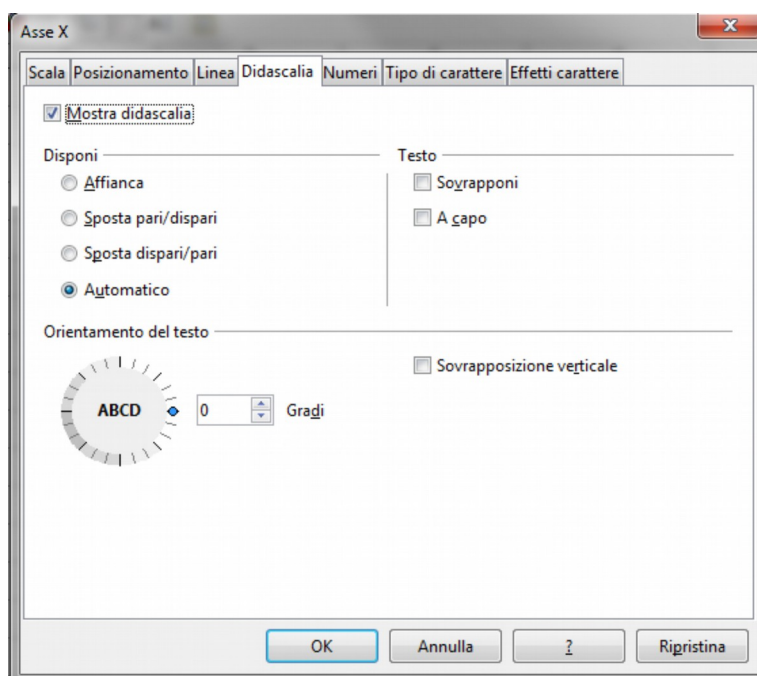 Asse X
Scala Posizionamento Linea Didascalia Numeri Tipo di carattere Effetti carattere
Mostra didascalia
Disponi
Affianca
Sposta pari/dispari
Sposta dispari/pari
Automatico
Testo
Sovrapponi
A capo
Orientamento del testo
ABCD
0 Gradi
Sovrapposizione verticale
OK Annulla ? Ripristina